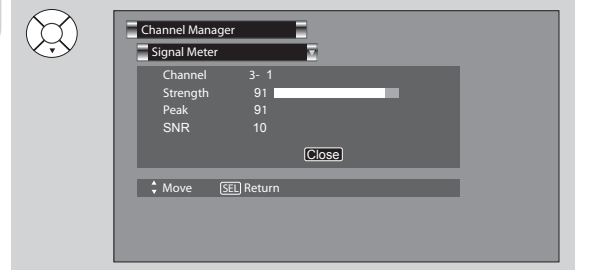 Channel Manager
Signal Meter
Channel 3- 1
Strength 91
Peak 91
SNR 10
Close
Move SEL Return